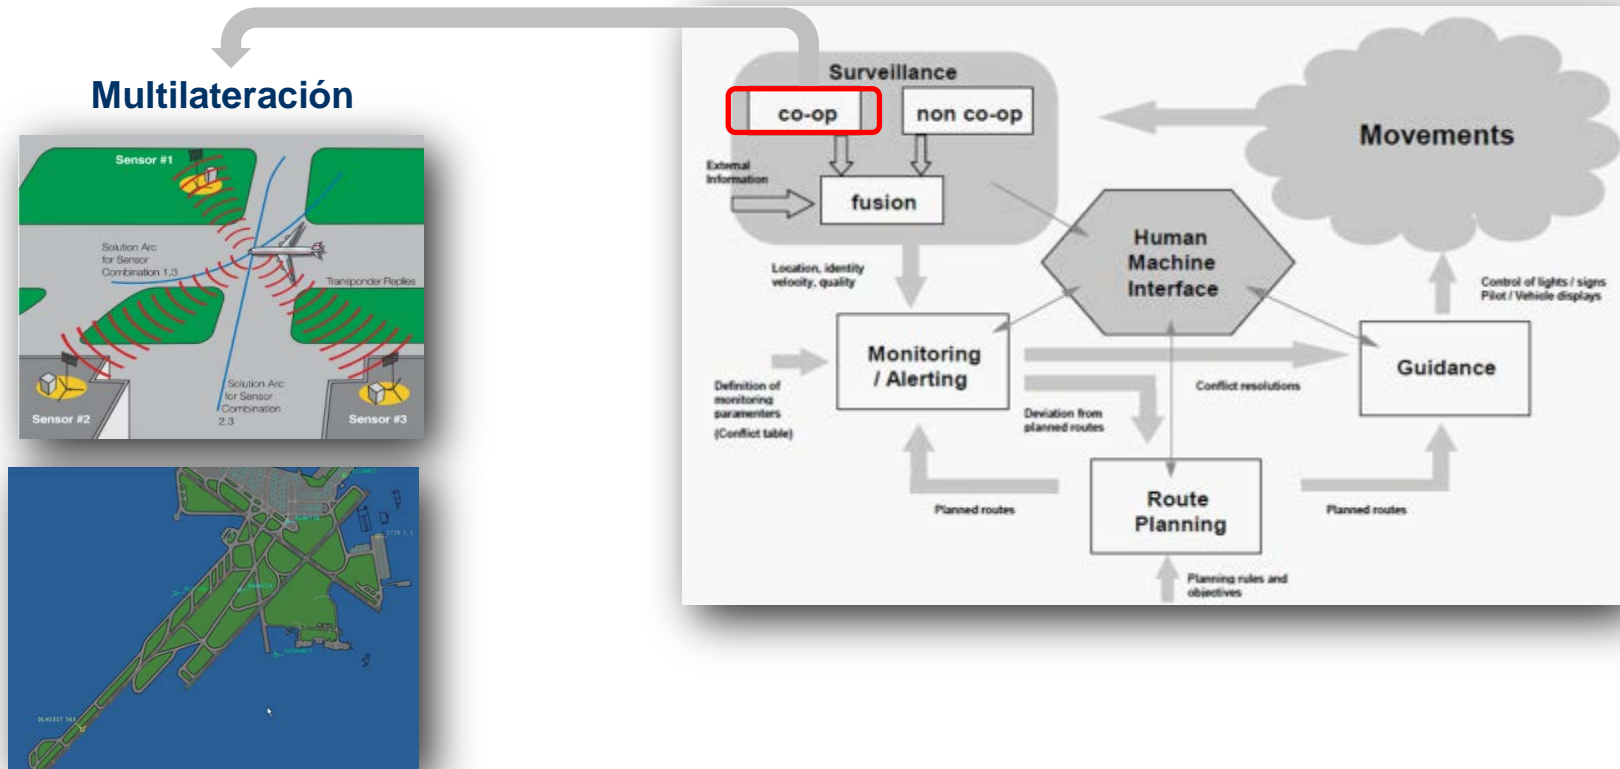 Multilateración
Sensor #1
Solution Arc
for Sensor
Combination 1,3
Transponder Replies
Solution Arc
for Sensor
Combination
2,3
Sensor #2
Sensor #3
Surveillance
co-op
non co-op
External
Information
fusion
Movements
Human
Machine
Interface
Location, identity
velocity, quality
Control of lights / signs
Pilot / Vehicle displays
Monitoring
/ Alerting
Guidance
Definition of
monitoring
paramenters
(Conflict table)
Conflict resolutions
Deviation from
planned routes
Planned routes
Route
Planning
Planned routes
Planning rules and
objectives